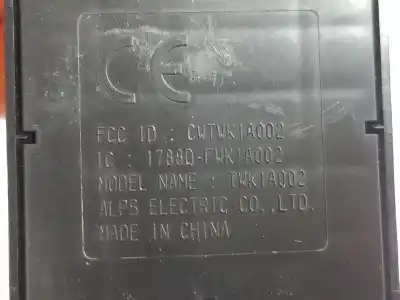 CE
FCC ID : CWTWK1A002
IC : 1788D-FWK1A002
MODEL NAME : TWK1A002
ALPS ELECTRIC CO.,LTD.
MADE IN CHINA